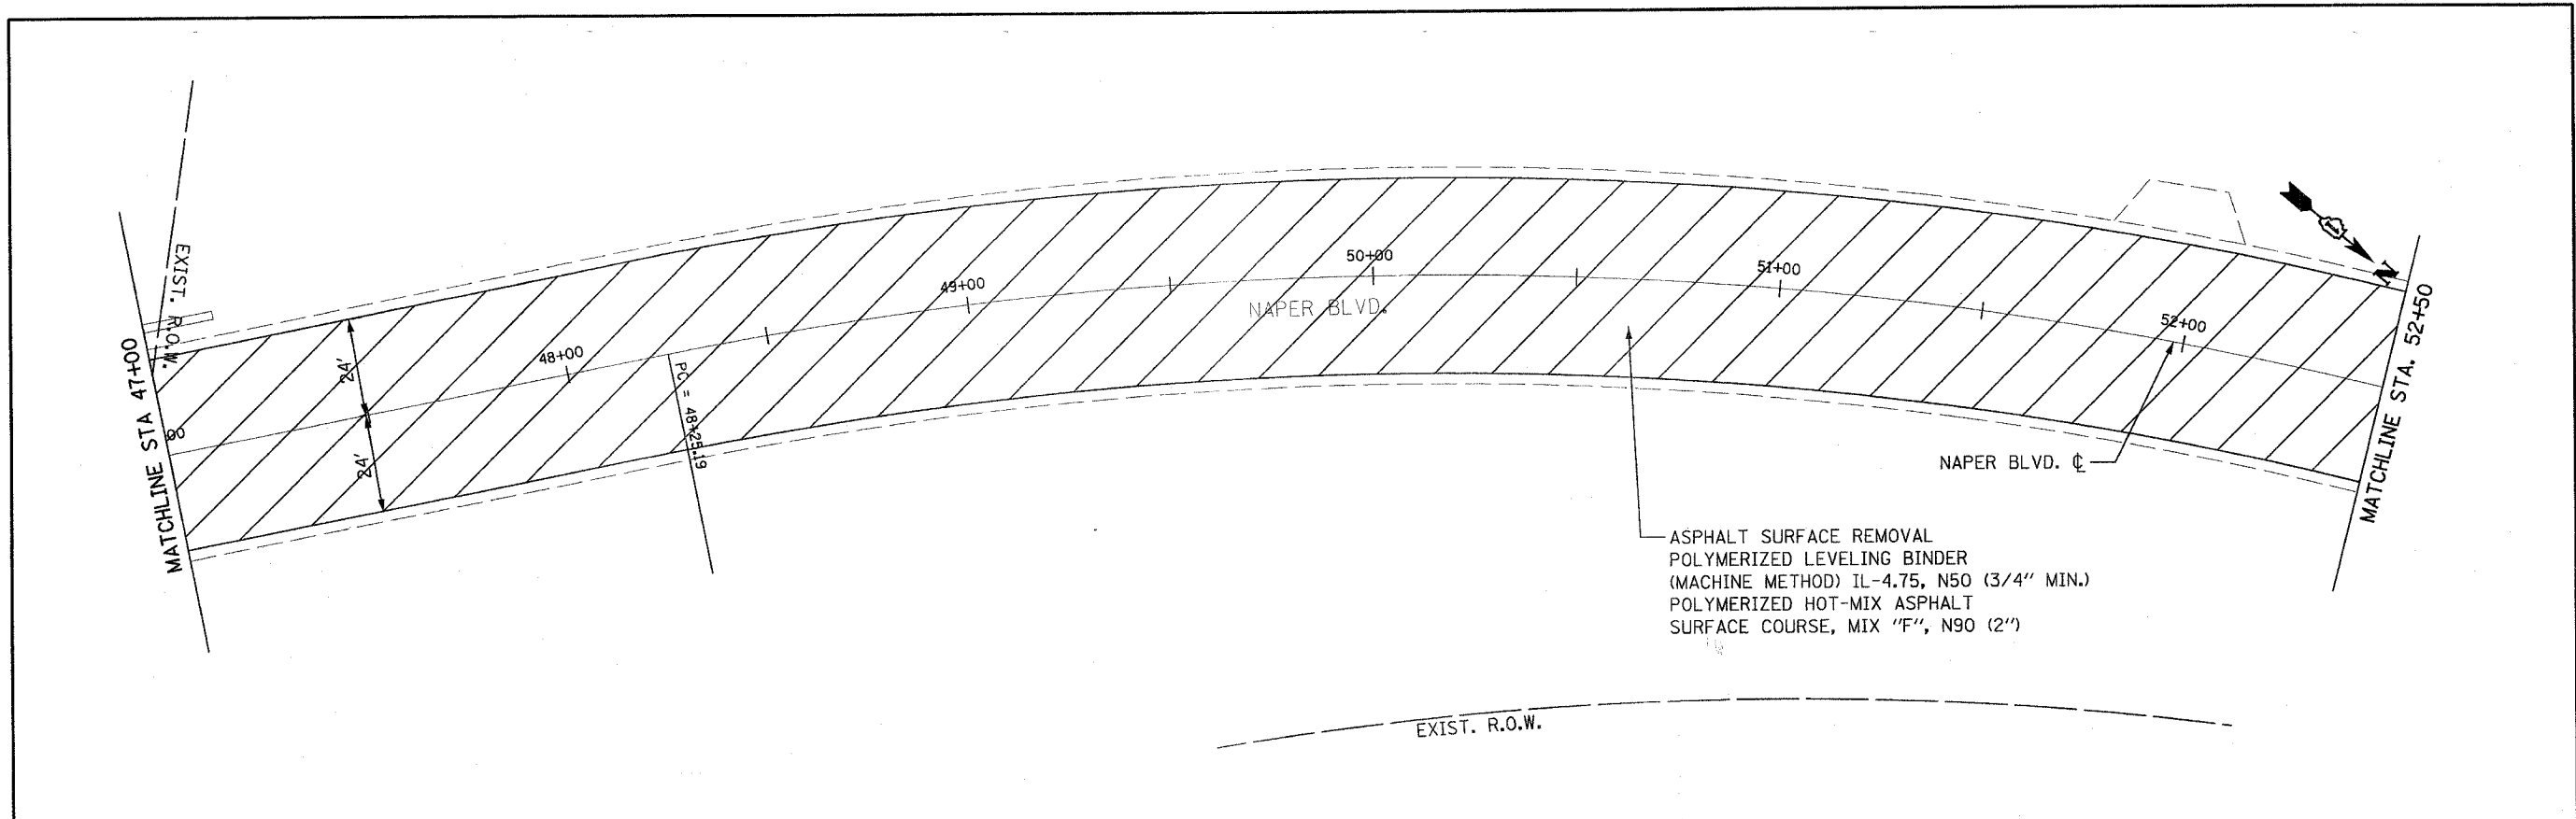 MATCHLINE STA 47+00
EXIST. R.O.W.
00
24'
24'
48+00
PC = 48+25.19
49+00
50+00
NAPER BLVD.
51+00
52+00
NAPER BLVD. ℄
N
MATCHLINE STA. 52+50
ASPHALT SURFACE REMOVAL
POLYMERIZED LEVELING BINDER
(MACHINE METHOD) IL-4.75, N50 (3/4" MIN.)
POLYMERIZED HOT-MIX ASPHALT
SURFACE COURSE, MIX "F", N90 (2")
EXIST. R.O.W.